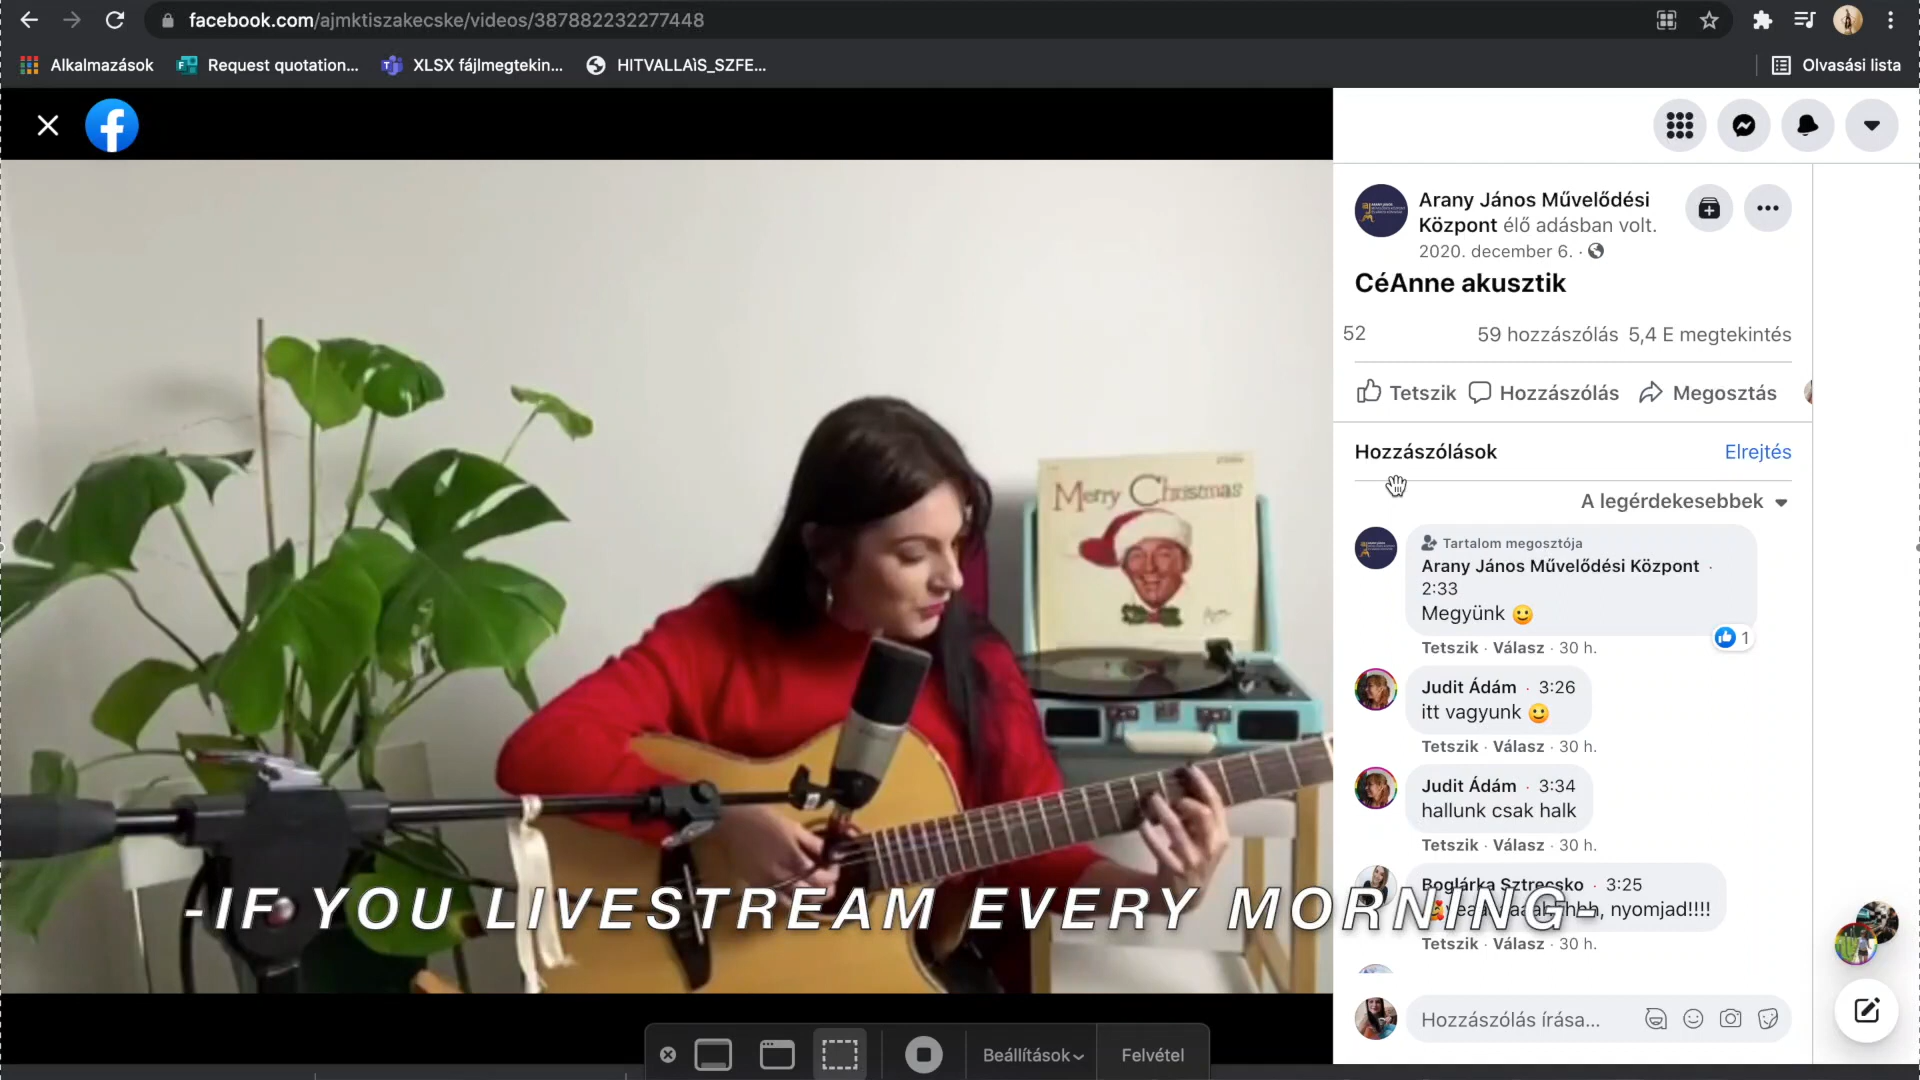 facebook.com/ajmktiszakecske/videos/387882232277448
Alkalmazások
Request quotation...
XLSX fájlmegtekin...
HITVALLAìS_SZFE...
Olvasási lista
Arany János Művelődési
Központ élő adásban volt.
2020. december 6. ·
CéAnne akusztik
52
59 hozzászólás 5,4 E megtekintés
Tetszik Hozzászólás Megosztás
Hozzászólások Elrejtés
A legérdekesebbek
Merry Christmas
Tartalom megosztója
Arany János Művelődési Központ ·
2:33
Megyünk 🙂
1
Tetszik · Válasz · 30 h.
Judit Ádám · 3:26
itt vagyunk 🙂
Tetszik · Válasz · 30 h.
Judit Ádám · 3:34
hallunk csak halk
Tetszik · Válasz · 30 h.
Boglárka Sztrecsko · 3:25
nyomjad!!!!
-IF YOU LIVESTREAM EVERY MORNING-
Tetszik · Válasz · 30 h.
Hozzászólás írása...
Beállítások
Felvétel